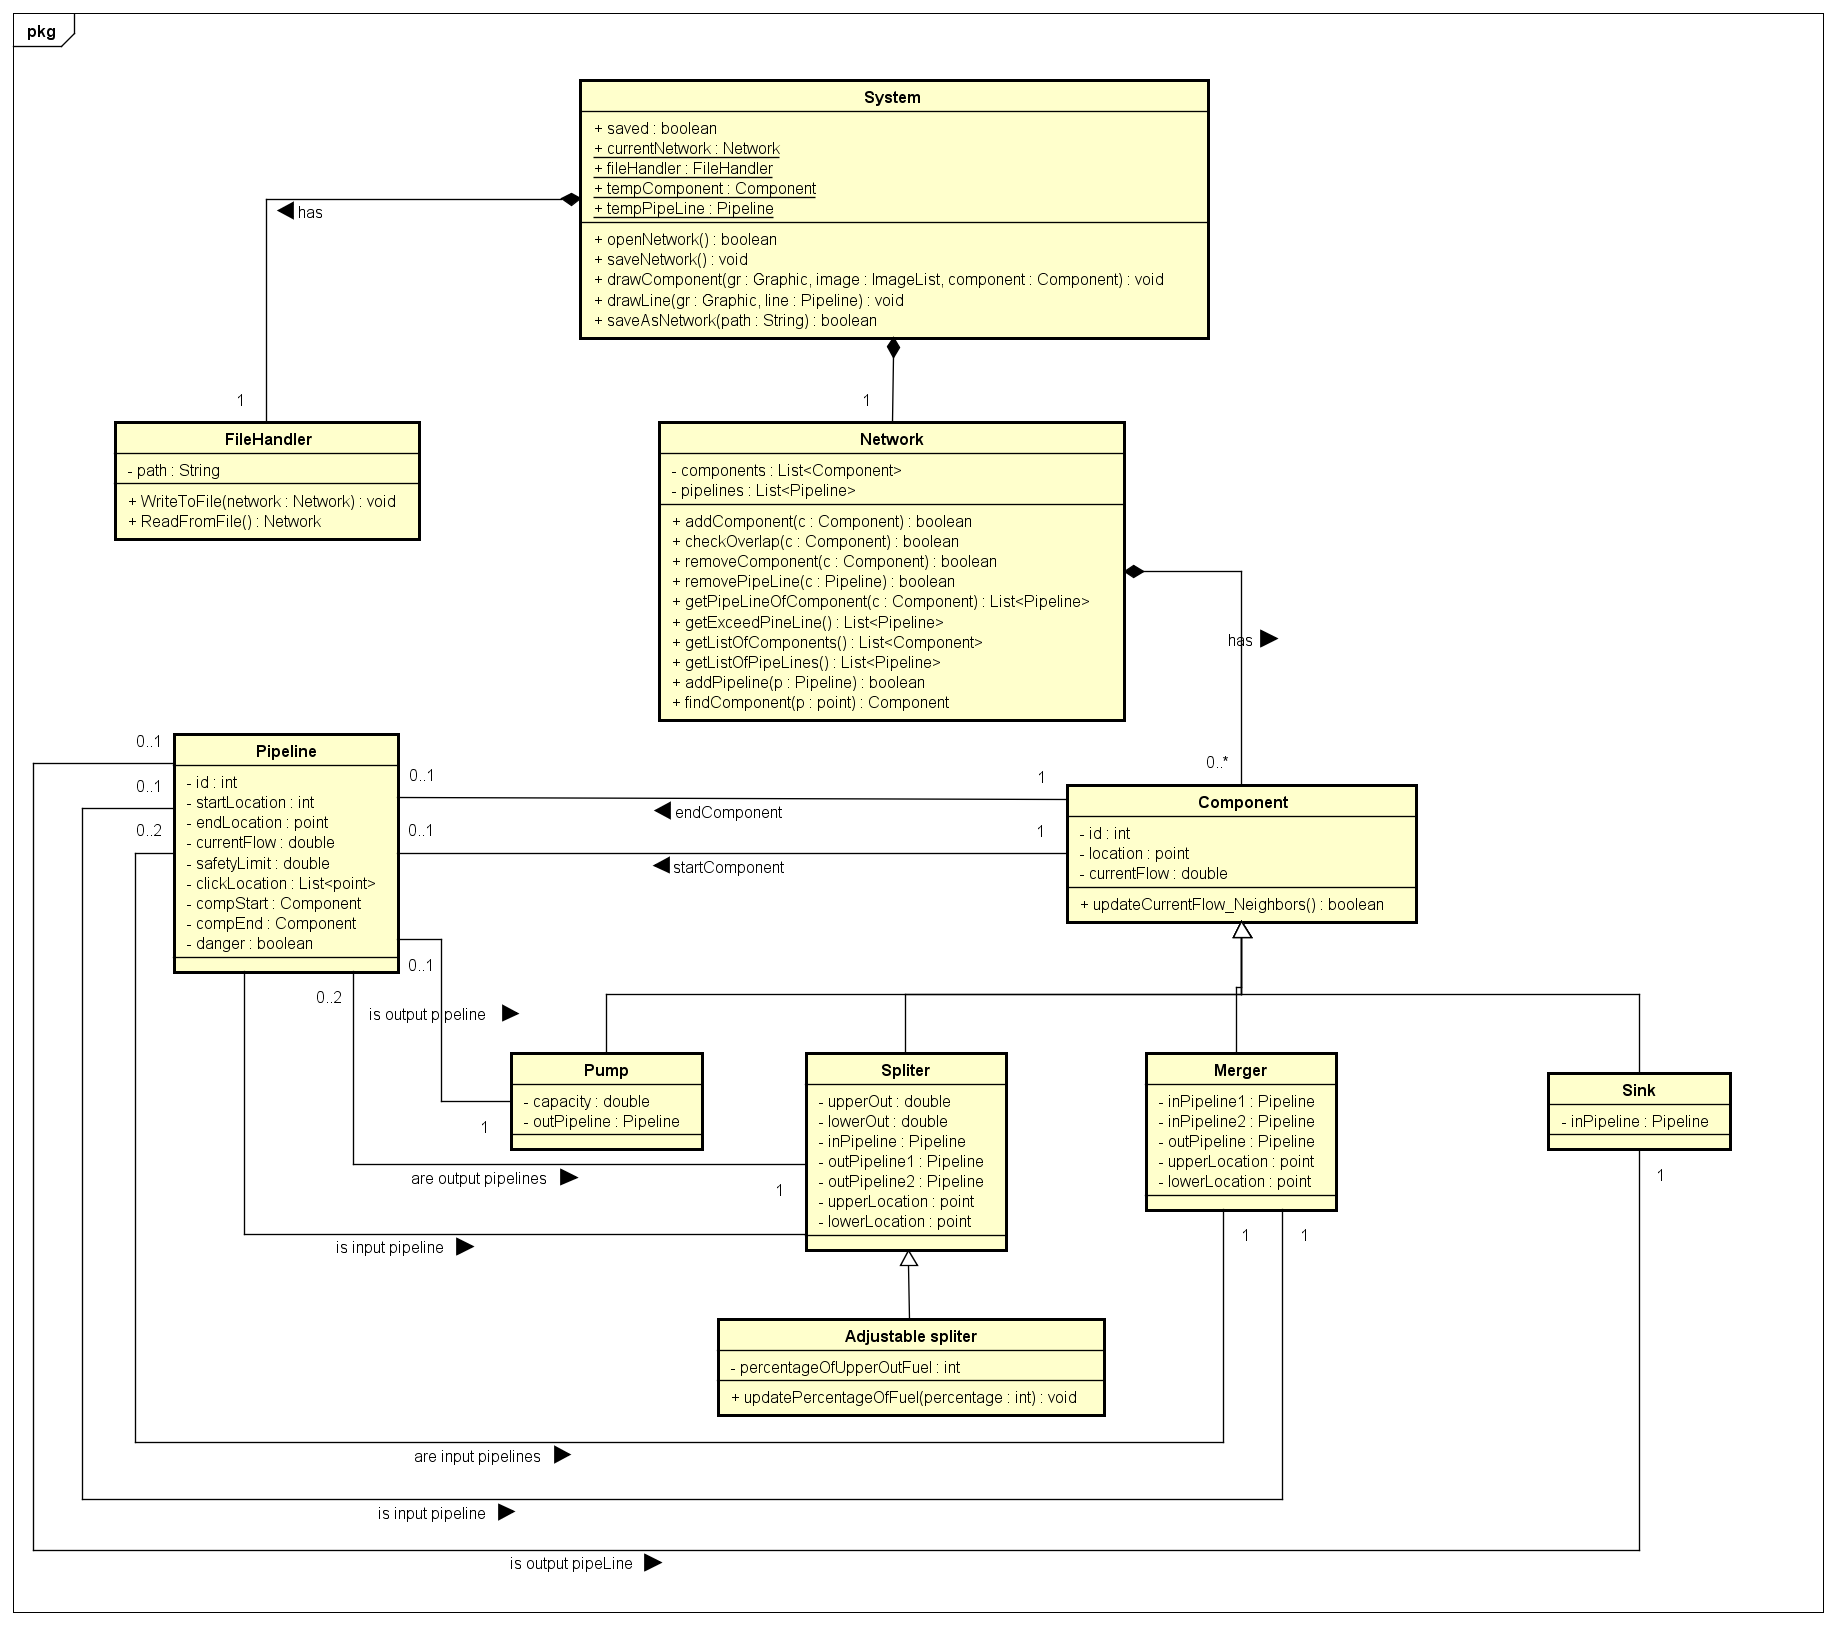 pkg
System
+ saved : boolean
+ currentNetwork : Network
+ fileHandler : FileHandler
+ tempComponent : Component
+ tempPipeLine : Pipeline
+ openNetwork() : boolean
+ saveNetwork() : void
+ drawComponent(gr : Graphic, image : ImageList, component : Component) : void
+ drawLine(gr : Graphic, line : Pipeline) : void
+ saveAsNetwork(path : String) : boolean
has
1
1
FileHandler
- path : String
+ WriteToFile(network : Network) : void
+ ReadFromFile() : Network
Network
- components : List<Component>
- pipelines : List<Pipeline>
+ addComponent(c : Component) : boolean
+ checkOverlap(c : Component) : boolean
+ removeComponent(c : Component) : boolean
+ removePipeLine(c : Pipeline) : boolean
+ getPipeLineOfComponent(c : Component) : List<Pipeline>
+ getExceedPineLine() : List<Pipeline>
+ getListOfComponents() : List<Component>
+ getListOfPipeLines() : List<Pipeline>
+ addPipeline(p : Pipeline) : boolean
+ findComponent(p : point) : Component
has
0..*
0..1
0..1
0..2
Pipeline
- id : int
- startLocation : int
- endLocation : point
- currentFlow : double
- safetyLimit : double
- clickLocation : List<point>
- compStart : Component
- compEnd : Component
- danger : boolean
0..1
1
endComponent
0..1
1
startComponent
Component
- id : int
- location : point
- currentFlow : double
+ updateCurrentFlow_Neighbors() : boolean
0..1
0..2
is output pipeline
Pump
- capacity : double
- outPipeline : Pipeline
1
Spliter
- upperOut : double
- lowerOut : double
- inPipeline : Pipeline
- outPipeline1 : Pipeline
- outPipeline2 : Pipeline
- upperLocation : point
- lowerLocation : point
Merger
- inPipeline1 : Pipeline
- inPipeline2 : Pipeline
- outPipeline : Pipeline
- upperLocation : point
- lowerLocation : point
Sink
- inPipeline : Pipeline
1
are output pipelines
1
is input pipeline
1
1
Adjustable spliter
- percentageOfUpperOutFuel : int
+ updatePercentageOfFuel(percentage : int) : void
are input pipelines
is input pipeline
is output pipeLine